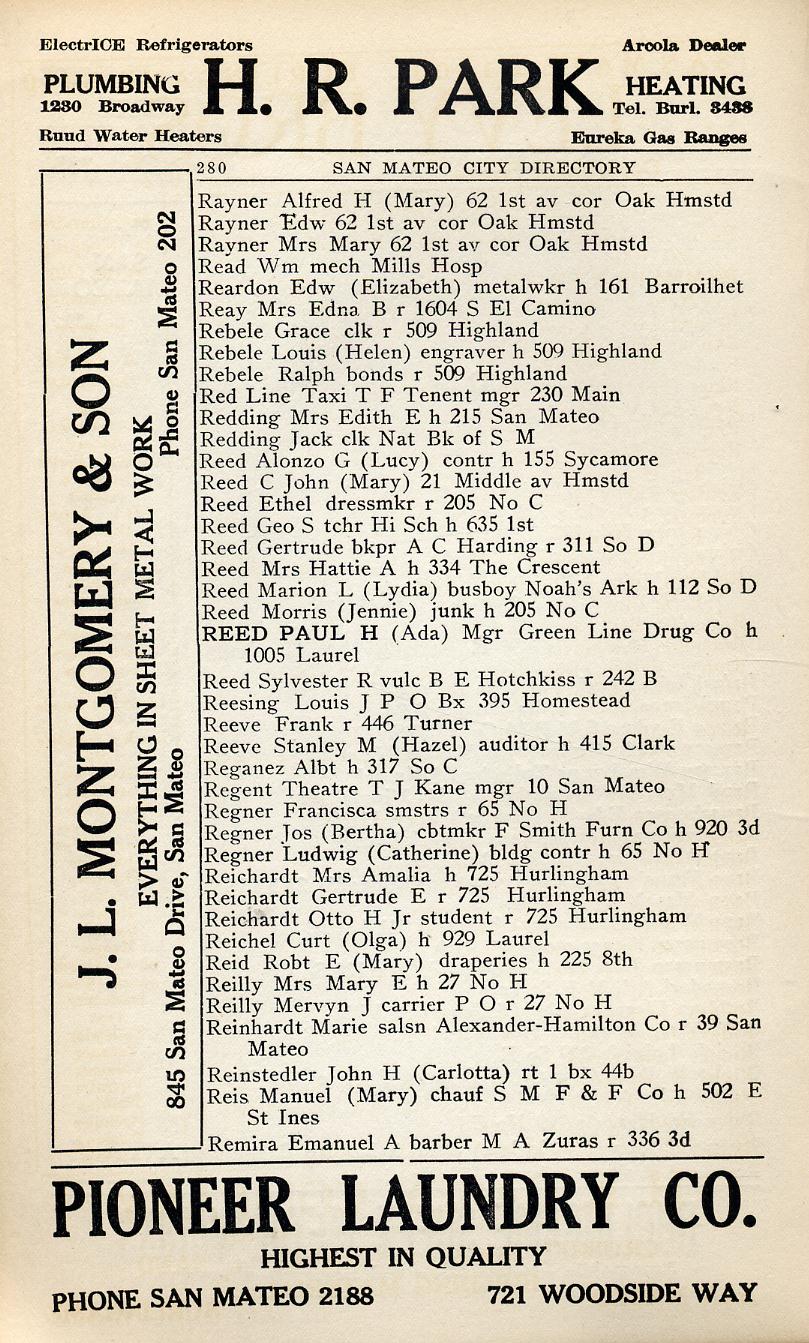 ElectrICE Refrigerators
Arcola Dealer
PLUMBING
1230 Broadway
H. R. PARK
HEATING
Tel. Burl. 3438
Ruud Water Heaters
Eureka Gas Ranges
280 SAN MATEO CITY DIRECTORY
J. L. MONTGOMERY & SON
EVERYTHING IN SHEET METAL WORK
845 San Mateo Drive, San Mateo Phone San Mateo 202
Rayner Alfred H (Mary) 62 1st av cor Oak Hmstd
Rayner Edw 62 1st av cor Oak Hmstd
Rayner Mrs Mary 62 1st av cor Oak Hmstd
Read Wm mech Mills Hosp
Reardon Edw (Elizabeth) metalwkr h 161 Barroilhet
Reay Mrs Edna B r 1604 S El Camino
Rebele Grace clk r 509 Highland
Rebele Louis (Helen) engraver h 509 Highland
Rebele Ralph bonds r 509 Highland
Red Line Taxi T F Tenent mgr 230 Main
Redding Mrs Edith E h 215 San Mateo
Redding Jack clk Nat Bk of S M
Reed Alonzo G (Lucy) contr h 155 Sycamore
Reed C John (Mary) 21 Middle av Hmstd
Reed Ethel dressmkr r 205 No C
Reed Geo S tchr Hi Sch h 635 1st
Reed Gertrude bkpr A C Harding r 311 So D
Reed Mrs Hattie A h 334 The Crescent
Reed Marion L (Lydia) busboy Noah's Ark h 112 So D
Reed Morris (Jennie) junk h 205 No C
REED PAUL H (Ada) Mgr Green Line Drug Co h
1005 Laurel
Reed Sylvester R vulc B E Hotchkiss r 242 B
Reesing Louis J P O Bx 395 Homestead
Reeve Frank r 446 Turner
Reeve Stanley M (Hazel) auditor h 415 Clark
Reganez Albt h 317 So C
Regent Theatre T J Kane mgr 10 San Mateo
Regner Francisca smstrs r 65 No H
Regner Jos (Bertha) cbtmkr F Smith Furn Co h 920 3d
Regner Ludwig (Catherine) bldg contr h 65 No H
Reichardt Mrs Amalia h 725 Hurlingham
Reichardt Gertrude E r 725 Hurlingham
Reichardt Otto H Jr student r 725 Hurlingham
Reichel Curt (Olga) h 929 Laurel
Reid Robt E (Mary) draperies h 225 8th
Reilly Mrs Mary E h 27 No H
Reilly Mervyn J carrier P O r 27 No H
Reinhardt Marie salsn Alexander-Hamilton Co r 39 San
Mateo
Reinstedler John H (Carlotta) rt 1 bx 44b
Reis Manuel (Mary) chauf S M F & F Co h 502 E
St Ines
Remira Emanuel A barber M A Zuras r 336 3d
PIONEER LAUNDRY CO.
HIGHEST IN QUALITY
PHONE SAN MATEO 2188
721 WOODSIDE WAY